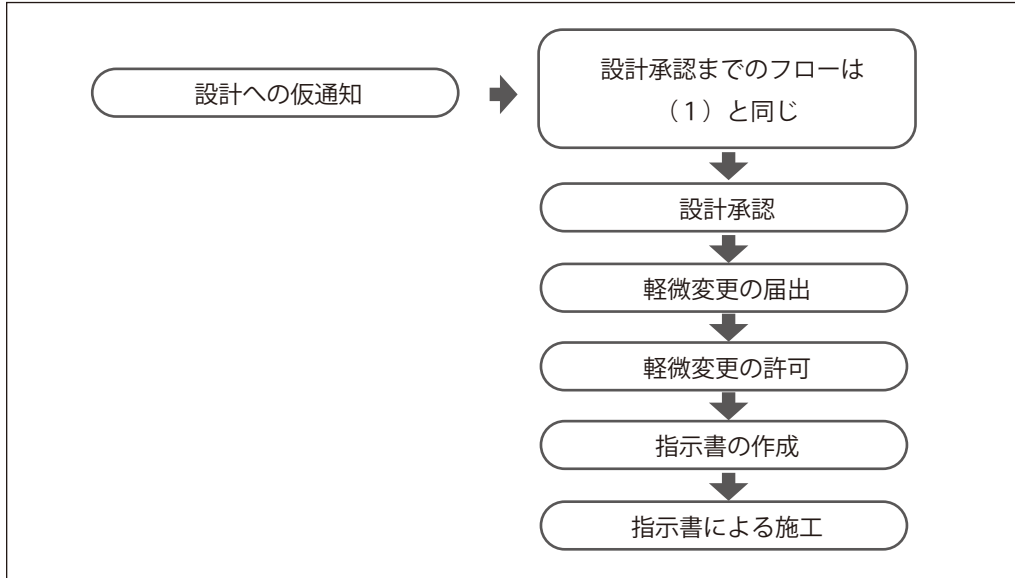 設計への仮通知
設計承認までのフローは
（１）と同じ
設計承認
軽微変更の届出
軽微変更の許可
指示書の作成
指示書による施工